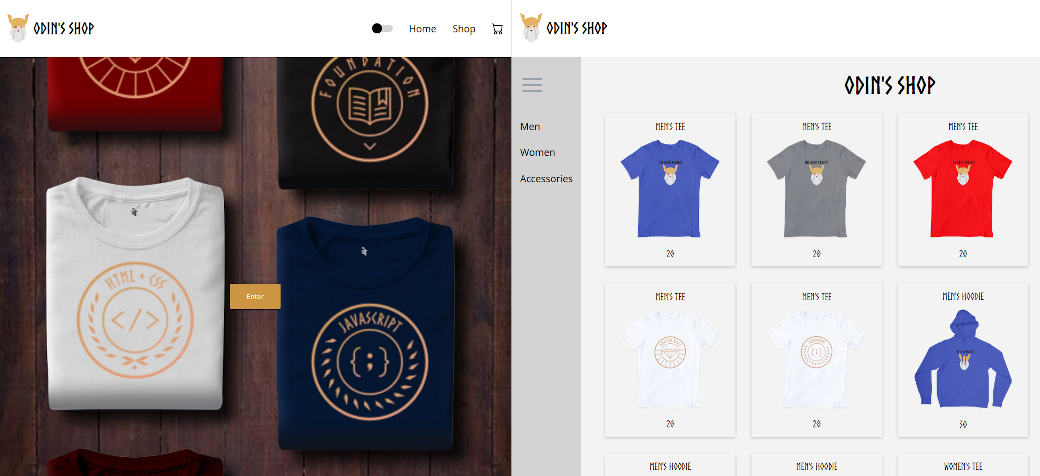 ODIN'S SHOP
Home
Shop
FOUNDATION
HTML + CSS
</>
Enter
JAVASCRIPT
{;}
ODIN'S SHOP
Men
Women
Accessories
ODIN'S SHOP
MEN'S TEE
MEN'S TEE
MEN'S TEE
20
20
20
MEN'S TEE
MEN'S TEE
MEN'S HOODIE
{;}
20
20
50
MEN'S HOODIE
MEN'S HOODIE
WOMEN'S TEE